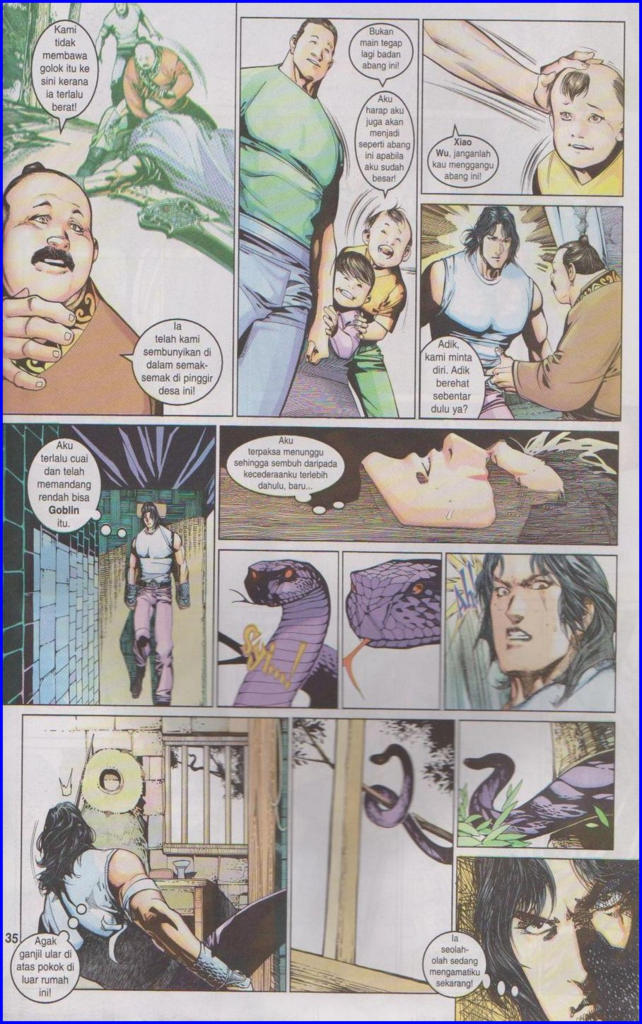 Kami
tidak
membawa
golok itu ke
sini kerana
ia terlalu
berat!
Ia
telah kami
sembunyikan di
dalam semak-
semak di pinggir
desa ini!
Bukan
main tegap
lagi badan
abang ini!
Aku
harap aku
juga akan
menjadi
seperti abang
ini apabila
aku sudah
besar!
Xiao
Wu, janganlah
kau menggangu
abang ini!
Adik,
kami minta
diri. Adik
berehat
sebentar
dulu ya?
Aku
terlalu cuai
dan telah
memandang
rendah bisa
Goblin
itu.
Aku
terpaksa menunggu
sehingga sembuh daripada
kecederaanku terlebih
dahulu, baru...
Agak
ganjil ular di
atas pokok di
luar rumah
ini!
Ia
seolah-
olah sedang
mengamatiku
sekarang!
35